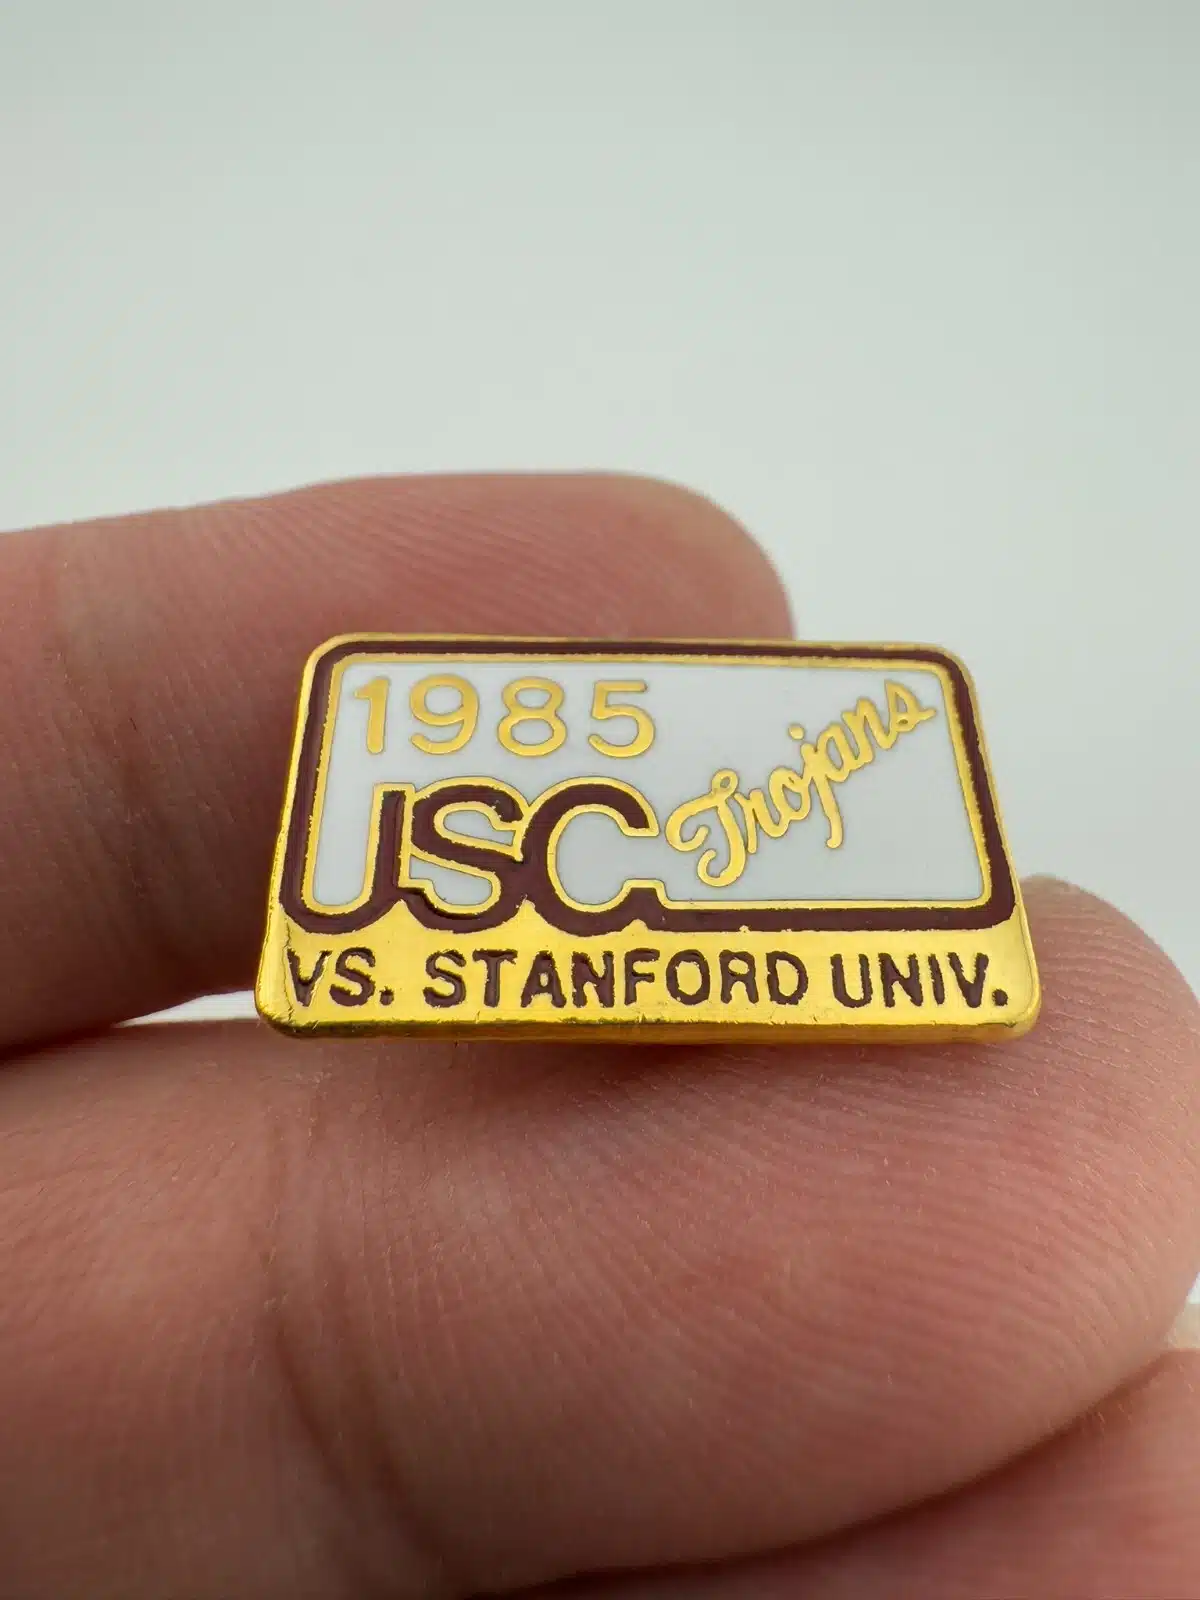 1985
USC Trojans
VS. STANFORD UNIV.